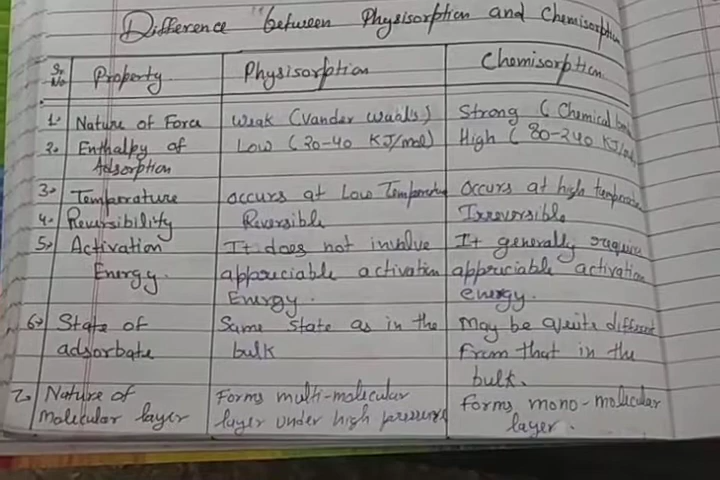 Difference between Physisorption and Chemisorption
Sr No Property Physisorption Chemisorption
1. Nature of Force Weak (Vander waals) Strong (Chemical
2. Enthalpy of Low (20-40 KJ/mol) High (80-240 KJ/
Adsorption
3. Temperature occurs at Low Temperature Occurs at high temperature
4. Reversibility Reversible Irreversible
5. Activation It does not involve It generally require
Energy. appreciable activation appreciable activation
Energy. energy.
6. State of Same state as in the May be quite different
adsorbate bulk From that in the
bulk.
7. Nature of Forms multi-molecular Forms mono-molecular
molecular layer layer under high pressure layer.